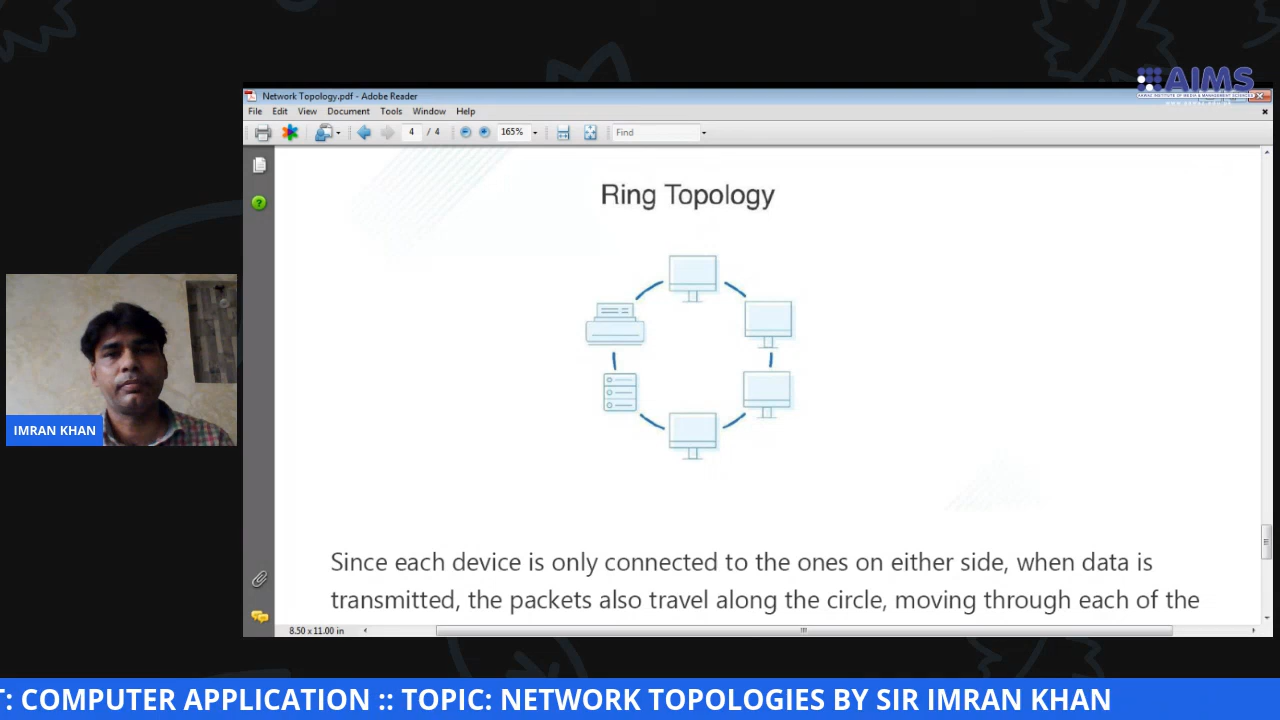 AIMS
Network Topology.pdf - Adobe Reader
File Edit View Document Tools Window Help
4 / 4 165% Find
Ring Topology
IMRAN KHAN
Since each device is only connected to the ones on either side, when data is
transmitted, the packets also travel along the circle, moving through each of the
8.50 x 11.00 in
T: COMPUTER APPLICATION :: TOPIC: NETWORK TOPOLOGIES BY SIR IMRAN KHAN